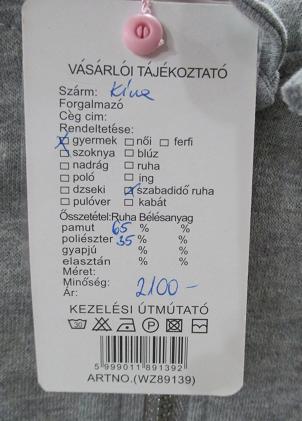 VÁSÁRLÓI TÁJÉKOZTATÓ
Szárm: Kína
Forgalmazó
Cég cim:
Rendeltetése:
gyermek női ferfi
szoknya blúz
nadrág ruha
poló ing
dzseki szabadidő ruha
pulóver kabát
Összetétel:Ruha Bélésanyag
pamut 65 % %
poliészter 35 % %
gyapjú % %
elasztán % %
Méret:
Minőség:
Ár: 2100-
KEZELÉSI ÚTMUTATÓ
30 P
5 999011 891392
ARTNO.(WZ89139)